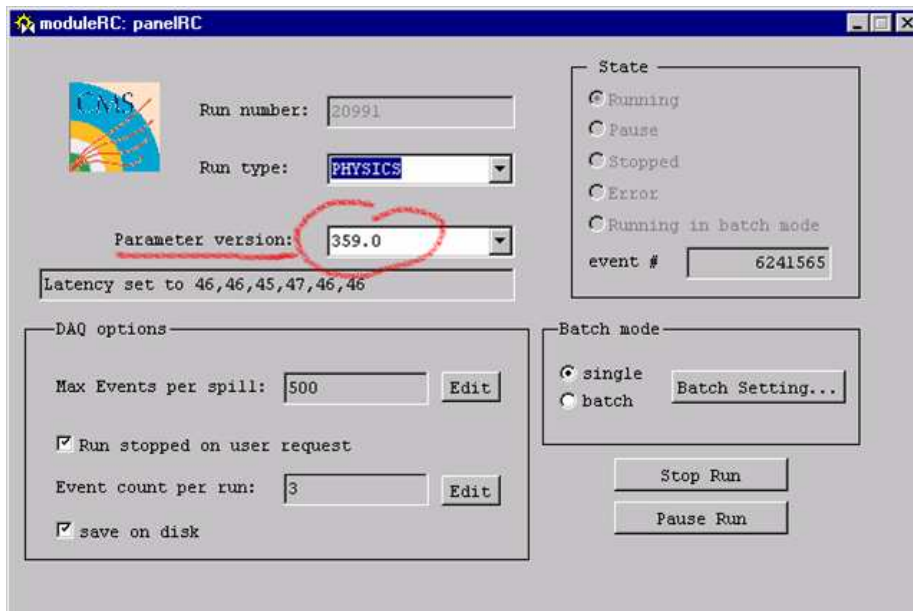 moduleRC: panelRC
CMS
Run number: 20991
Run type: PHYSICS
Parameter version: 359.0
Latency set to 46,46,45,47,46,46
State
Running
Pause
Stopped
Error
Running in batch mode
event # 6241565
DAQ options
Max Events per spill: 500 Edit
Run stopped on user request
Event count per run: 3 Edit
save on disk
Batch mode
single
batch
Batch Setting...
Stop Run
Pause Run